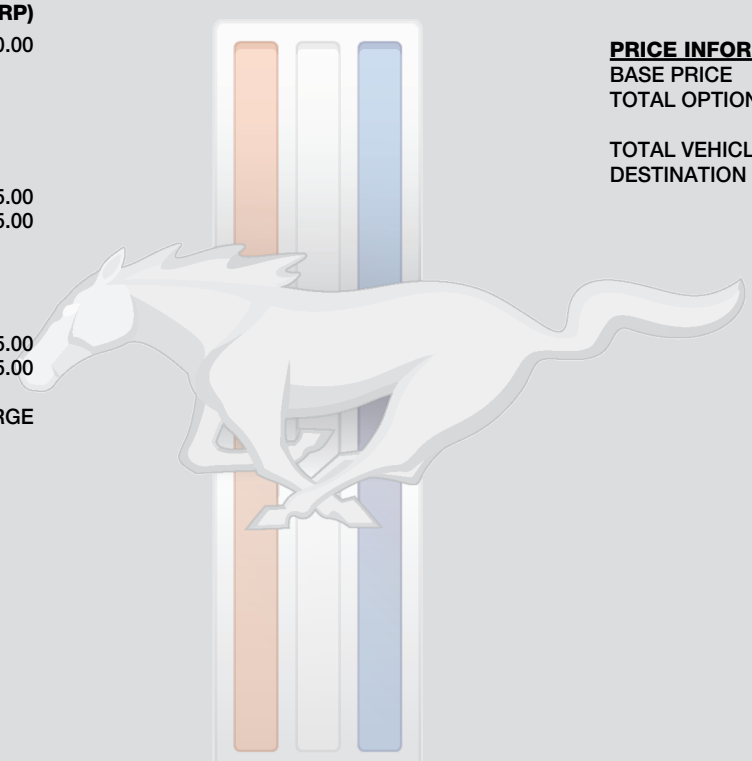 RP)
0.00
5.00
5.00
5.00
5.00
RGE
PRICE INFOR
BASE PRICE
TOTAL OPTION
TOTAL VEHICL
DESTINATION